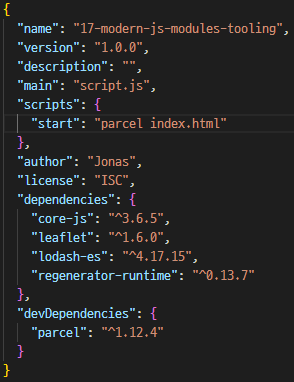 {
  "name": "17-modern-js-modules-tooling",
  "version": "1.0.0",
  "description": "",
  "main": "script.js",
  "scripts": {
    "start": "parcel index.html"
  },
  "author": "Jonas",
  "license": "ISC",
  "dependencies": {
    "core-js": "^3.6.5",
    "leaflet": "^1.6.0",
    "lodash-es": "^4.17.15",
    "regenerator-runtime": "^0.13.7"
  },
  "devDependencies": {
    "parcel": "^1.12.4"
  }
}